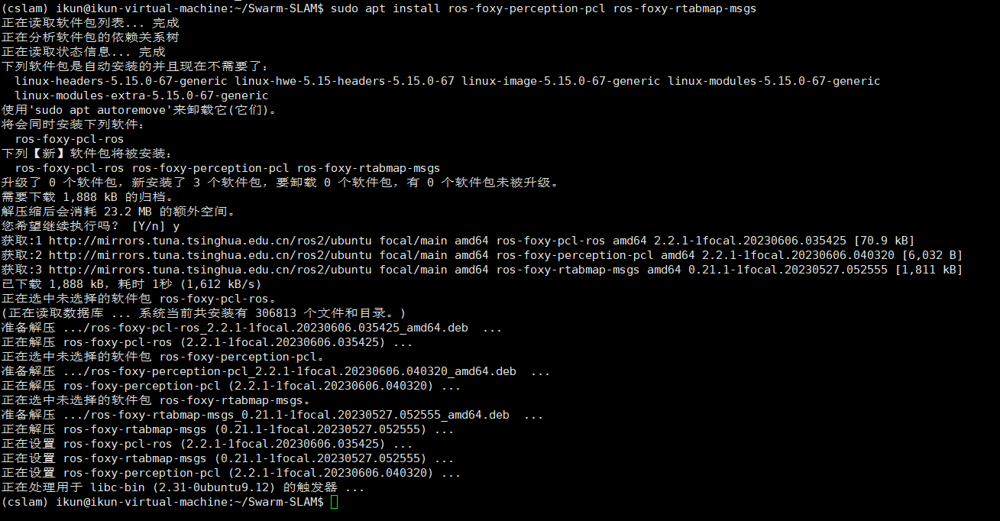 (cslam) ikun@ikun-virtual-machine:~/Swarm-SLAM$ sudo apt install ros-foxy-perception-pcl ros-foxy-rtabmap-msgs
正在读取软件包列表... 完成
正在分析软件包的依赖关系树
正在读取状态信息... 完成
下列软件包是自动安装的并且现在不需要了:
  linux-headers-5.15.0-67-generic linux-hwe-5.15-headers-5.15.0-67 linux-image-5.15.0-67-generic linux-modules-5.15.0-67-generic
  linux-modules-extra-5.15.0-67-generic
使用'sudo apt autoremove'来卸载它(它们)。
将会同时安装下列软件:
  ros-foxy-pcl-ros
下列【新】软件包将被安装:
  ros-foxy-pcl-ros ros-foxy-perception-pcl ros-foxy-rtabmap-msgs
升级了 0 个软件包，新安装了 3 个软件包，要卸载 0 个软件包，有 0 个软件包未被升级。
需要下载 1,888 kB 的归档。
解压缩后会消耗 23.2 MB 的额外空间。
您希望继续执行吗？ [Y/n] y
获取:1 http://mirrors.tuna.tsinghua.edu.cn/ros2/ubuntu focal/main amd64 ros-foxy-pcl-ros amd64 2.2.1-1focal.20230606.035425 [70.9 kB]
获取:2 http://mirrors.tuna.tsinghua.edu.cn/ros2/ubuntu focal/main amd64 ros-foxy-perception-pcl amd64 2.2.1-1focal.20230606.040320 [6,032 B]
获取:3 http://mirrors.tuna.tsinghua.edu.cn/ros2/ubuntu focal/main amd64 ros-foxy-rtabmap-msgs amd64 0.21.1-1focal.20230527.052555 [1,811 kB]
已下载 1,888 kB，耗时 1秒 (1,612 kB/s)
正在选中未选择的软件包 ros-foxy-pcl-ros。
(正在读取数据库 ... 系统当前共安装有 306813 个文件和目录。)
准备解压 .../ros-foxy-pcl-ros_2.2.1-1focal.20230606.035425_amd64.deb  ...
正在解压 ros-foxy-pcl-ros (2.2.1-1focal.20230606.035425) ...
正在选中未选择的软件包 ros-foxy-perception-pcl。
准备解压 .../ros-foxy-perception-pcl_2.2.1-1focal.20230606.040320_amd64.deb  ...
正在解压 ros-foxy-perception-pcl (2.2.1-1focal.20230606.040320) ...
正在选中未选择的软件包 ros-foxy-rtabmap-msgs。
准备解压 .../ros-foxy-rtabmap-msgs_0.21.1-1focal.20230527.052555_amd64.deb  ...
正在解压 ros-foxy-rtabmap-msgs (0.21.1-1focal.20230527.052555) ...
正在设置 ros-foxy-pcl-ros (2.2.1-1focal.20230606.035425) ...
正在设置 ros-foxy-rtabmap-msgs (0.21.1-1focal.20230527.052555) ...
正在设置 ros-foxy-perception-pcl (2.2.1-1focal.20230606.040320) ...
正在处理用于 libc-bin (2.31-0ubuntu9.12) 的触发器 ...
(cslam) ikun@ikun-virtual-machine:~/Swarm-SLAM$